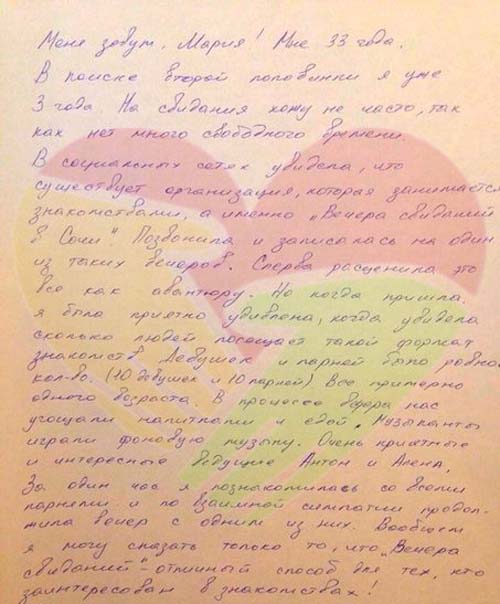 Меня зовут, Мария! Мне 33 года.
В поиске второй половинки я уже
3 года. На свидания хожу не часто, так
как нет много свободного времени.
В социальных сетях увидела, что
существует организация, которая занимается
знакомствами, а именно „Вечера свиданий
в Сочи". Позвонила и записалась на один
из таких вечеров. Сперва расценила это
все как авантюру. Но когда пришла.
я была приятно удивлена, когда увидела
сколько людей посещает такой формат
знакомств. Девушек и парней было равно.
кол-во. (10 девушек и 10 парней) Все примерно
одного возраста. В процессе вечера нас
угощали напитками и едой. Музыканты
играли фоновую музыку. Очень приятные
и интересные ведущие Антон и Алена.
За один час я познакомилась со всеми
парнями и по взаимной симпатии продол-
жила вечер с одним из них. Вообщем
я могу сказать только то, что „Вечера
свиданий" - отличный способ для тех, кто
заинтересован в знакомствах!